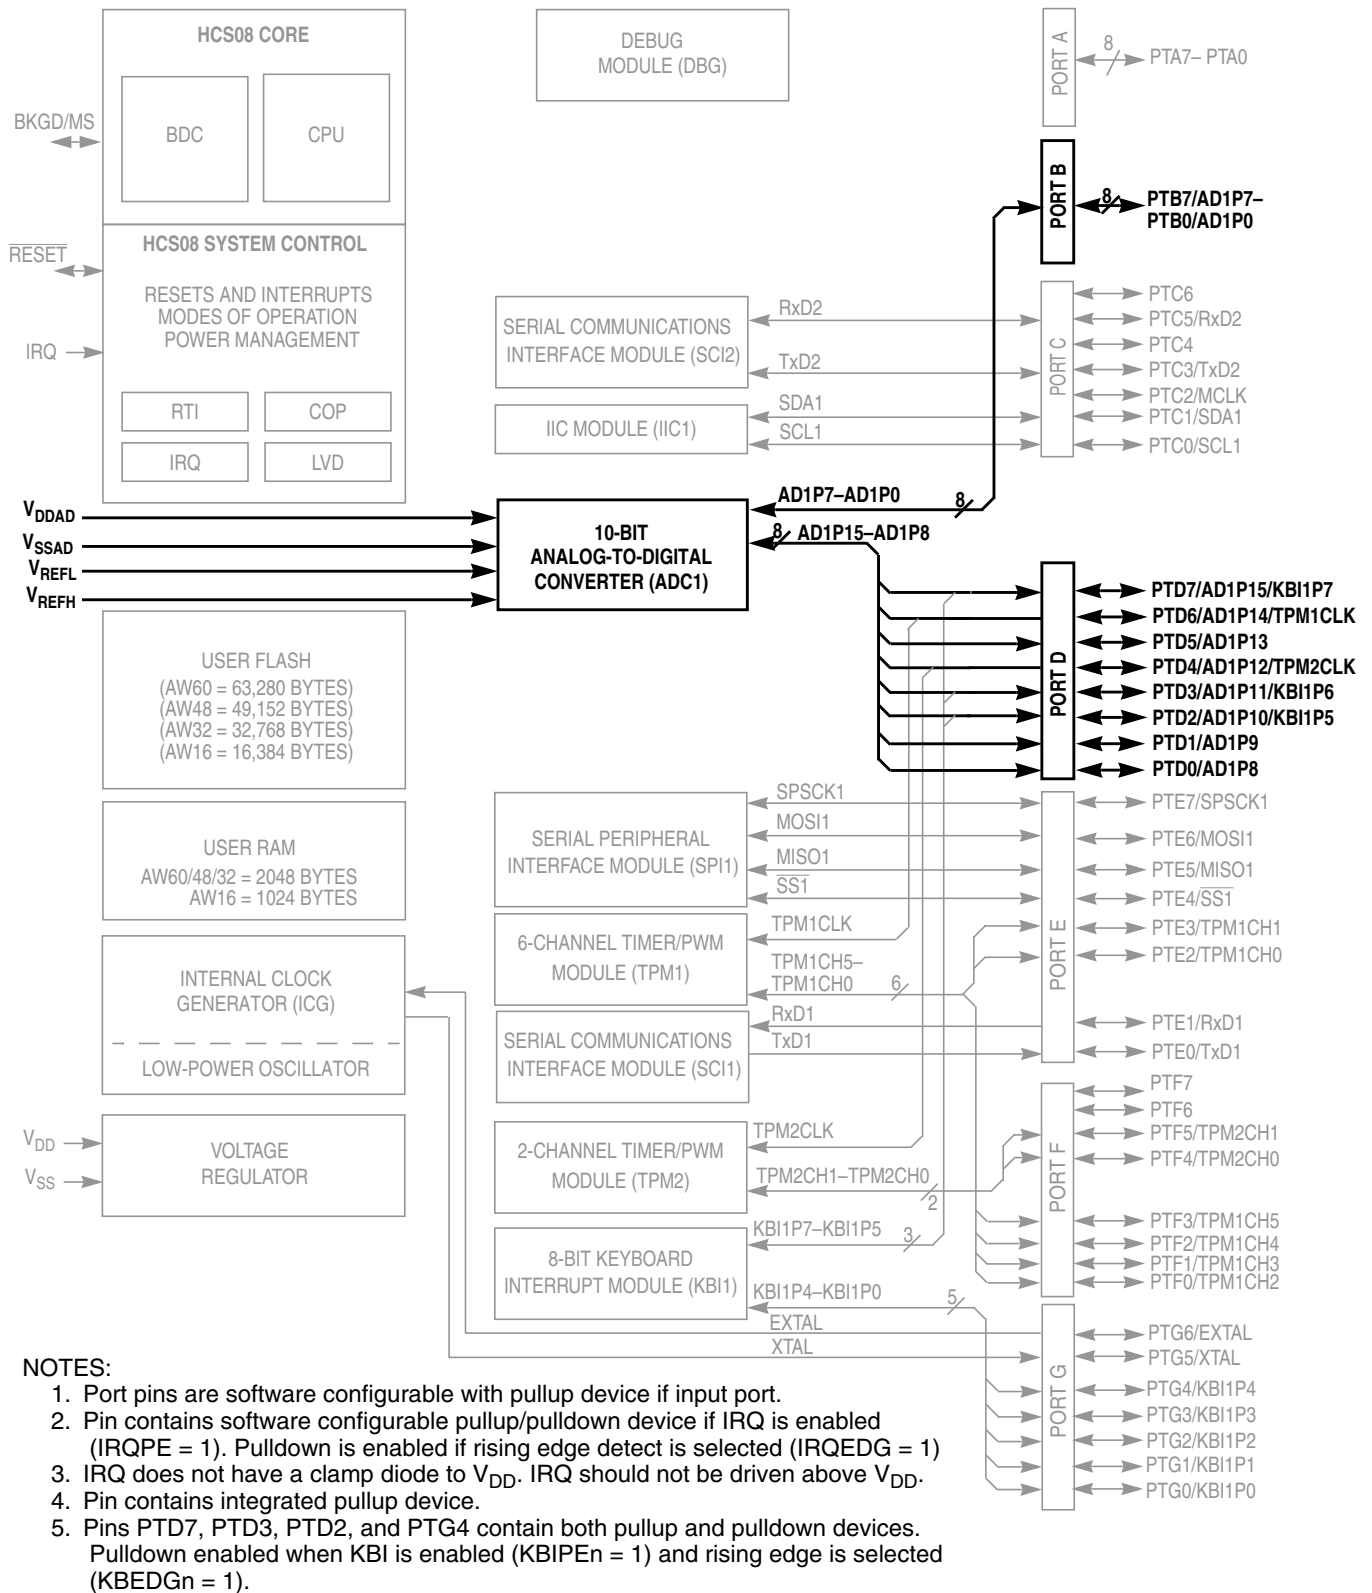 HCS08 CORE
BDC
CPU
BKGD/MS
DEBUG
MODULE (DBG)
PORT A
8
PTA7– PTA0
PORT B
8
PTB7/AD1P7–
PTB0/AD1P0
HCS08 SYSTEM CONTROL
RESET
RESETS AND INTERRUPTS
MODES OF OPERATION
POWER MANAGEMENT
IRQ
RTI
COP
IRQ
LVD
SERIAL COMMUNICATIONS
INTERFACE MODULE (SCI2)
RxD2
TxD2
IIC MODULE (IIC1)
SDA1
SCL1
PORT C
PTC6
PTC5/RxD2
PTC4
PTC3/TxD2
PTC2/MCLK
PTC1/SDA1
PTC0/SCL1
VDDAD
VSSAD
VREFL
VREFH
10-BIT
ANALOG-TO-DIGITAL
CONVERTER (ADC1)
AD1P7–AD1P0
8
8
AD1P15–AD1P8
PORT D
PTD7/AD1P15/KBI1P7
PTD6/AD1P14/TPM1CLK
PTD5/AD1P13
PTD4/AD1P12/TPM2CLK
PTD3/AD1P11/KBI1P6
PTD2/AD1P10/KBI1P5
PTD1/AD1P9
PTD0/AD1P8
USER FLASH
(AW60 = 63,280 BYTES)
(AW48 = 49,152 BYTES)
(AW32 = 32,768 BYTES)
(AW16 = 16,384 BYTES)
USER RAM
AW60/48/32 = 2048 BYTES
AW16 = 1024 BYTES
SERIAL PERIPHERAL
INTERFACE MODULE (SPI1)
SPSCK1
MOSI1
MISO1
SS1
6-CHANNEL TIMER/PWM
MODULE (TPM1)
TPM1CLK
TPM1CH5–
TPM1CH0
6
SERIAL COMMUNICATIONS
INTERFACE MODULE (SCI1)
RxD1
TxD1
PORT E
PTE7/SPSCK1
PTE6/MOSI1
PTE5/MISO1
PTE4/SS1
PTE3/TPM1CH1
PTE2/TPM1CH0
PTE1/RxD1
PTE0/TxD1
INTERNAL CLOCK
GENERATOR (ICG)
LOW-POWER OSCILLATOR
VDD
VSS
VOLTAGE
REGULATOR
2-CHANNEL TIMER/PWM
MODULE (TPM2)
TPM2CLK
TPM2CH1–TPM2CH0
2
PORT F
PTF7
PTF6
PTF5/TPM2CH1
PTF4/TPM2CH0
PTF3/TPM1CH5
PTF2/TPM1CH4
PTF1/TPM1CH3
PTF0/TPM1CH2
8-BIT KEYBOARD
INTERRUPT MODULE (KBI1)
KBI1P7–KBI1P5
3
KBI1P4–KBI1P0
5
EXTAL
XTAL
PORT G
PTG6/EXTAL
PTG5/XTAL
PTG4/KBI1P4
PTG3/KBI1P3
PTG2/KBI1P2
PTG1/KBI1P1
PTG0/KBI1P0
NOTES:
1. Port pins are software configurable with pullup device if input port.
2. Pin contains software configurable pullup/pulldown device if IRQ is enabled
(IRQPE = 1). Pulldown is enabled if rising edge detect is selected (IRQEDG = 1)
3. IRQ does not have a clamp diode to VDD. IRQ should not be driven above VDD.
4. Pin contains integrated pullup device.
5. Pins PTD7, PTD3, PTD2, and PTG4 contain both pullup and pulldown devices.
Pulldown enabled when KBI is enabled (KBIPEn = 1) and rising edge is selected
(KBEDGn = 1).